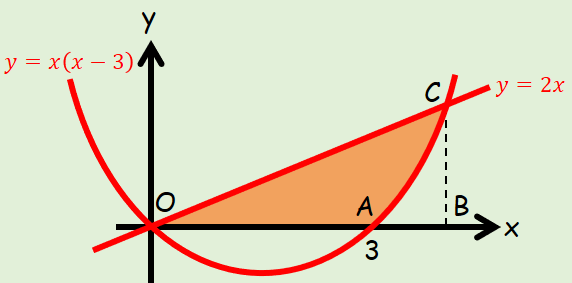 y
y = x(x − 3)
C
y = 2x
O
A
B
x
3